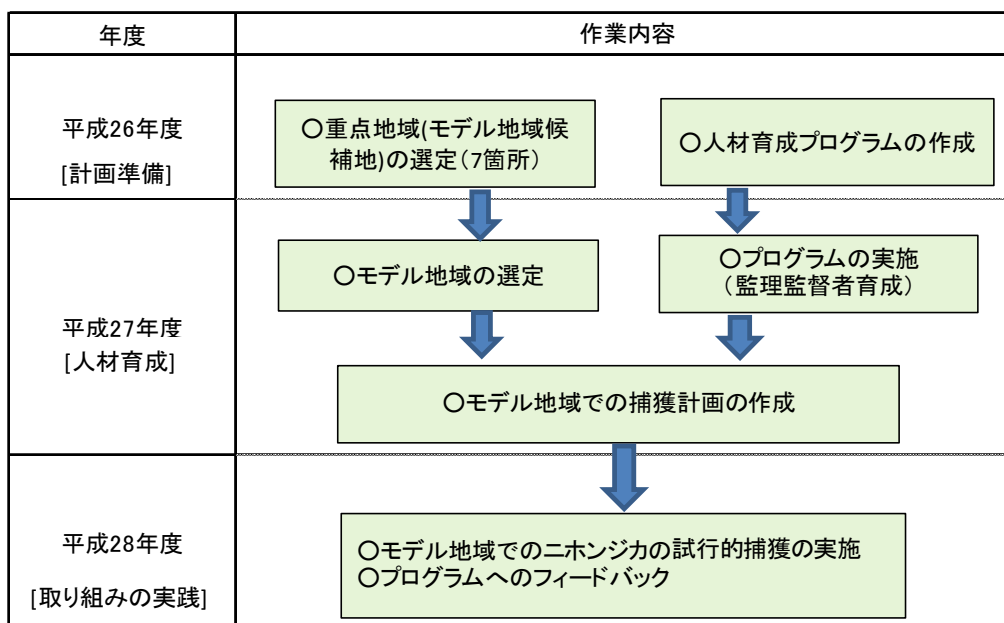 年度
作業内容
平成26年度
[計画準備]
〇重点地域(モデル地域候
補地)の選定(7箇所)
〇人材育成プログラムの作成
平成27年度
[人材育成]
〇モデル地域の選定
〇プログラムの実施
(監理監督者育成)
〇モデル地域での捕獲計画の作成
平成28年度
[取り組みの実践]
〇モデル地域でのニホンジカの試行的捕獲の実施
〇プログラムへのフィードバック